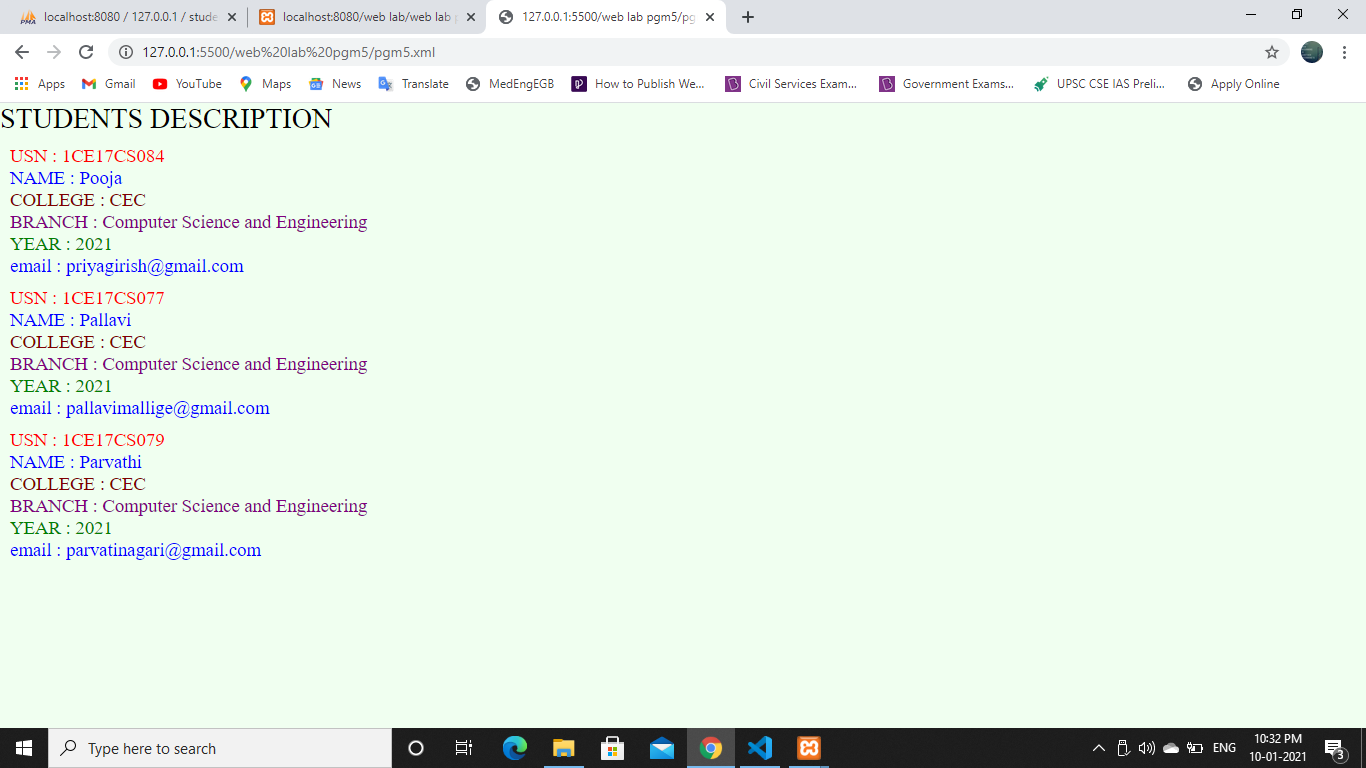 localhost:8080 / 127.0.0.1 / stude
localhost:8080/web lab/web lab p
127.0.0.1:5500/web lab pgm5/pg
127.0.0.1:5500/web%20lab%20pgm5/pgm5.xml
Apps Gmail YouTube Maps News Translate MedEngEGB How to Publish We... Civil Services Exam... Government Exams... UPSC CSE IAS Preli... Apply Online
STUDENTS DESCRIPTION
USN : 1CE17CS084
NAME : Pooja
COLLEGE : CEC
BRANCH : Computer Science and Engineering
YEAR : 2021
email : priyagirish@gmail.com
USN : 1CE17CS077
NAME : Pallavi
COLLEGE : CEC
BRANCH : Computer Science and Engineering
YEAR : 2021
email : pallavimallige@gmail.com
USN : 1CE17CS079
NAME : Parvathi
COLLEGE : CEC
BRANCH : Computer Science and Engineering
YEAR : 2021
email : parvatinagari@gmail.com
Type here to search
ENG
10:32 PM
10-01-2021
3